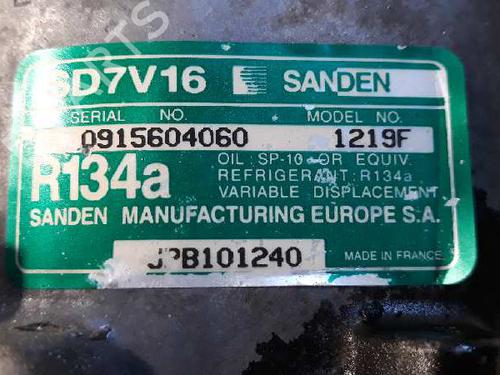 SD7V16 SANDEN
SERIAL NO. MODEL NO.
0915604060 1219F
R134a
OIL : SP-10 OR EQUIV.
REFRIGERANT : R134a
VARIABLE DISPLACEMENT
SANDEN MANUFACTURING EUROPE S.A.
JPB101240
MADE IN FRANCE.